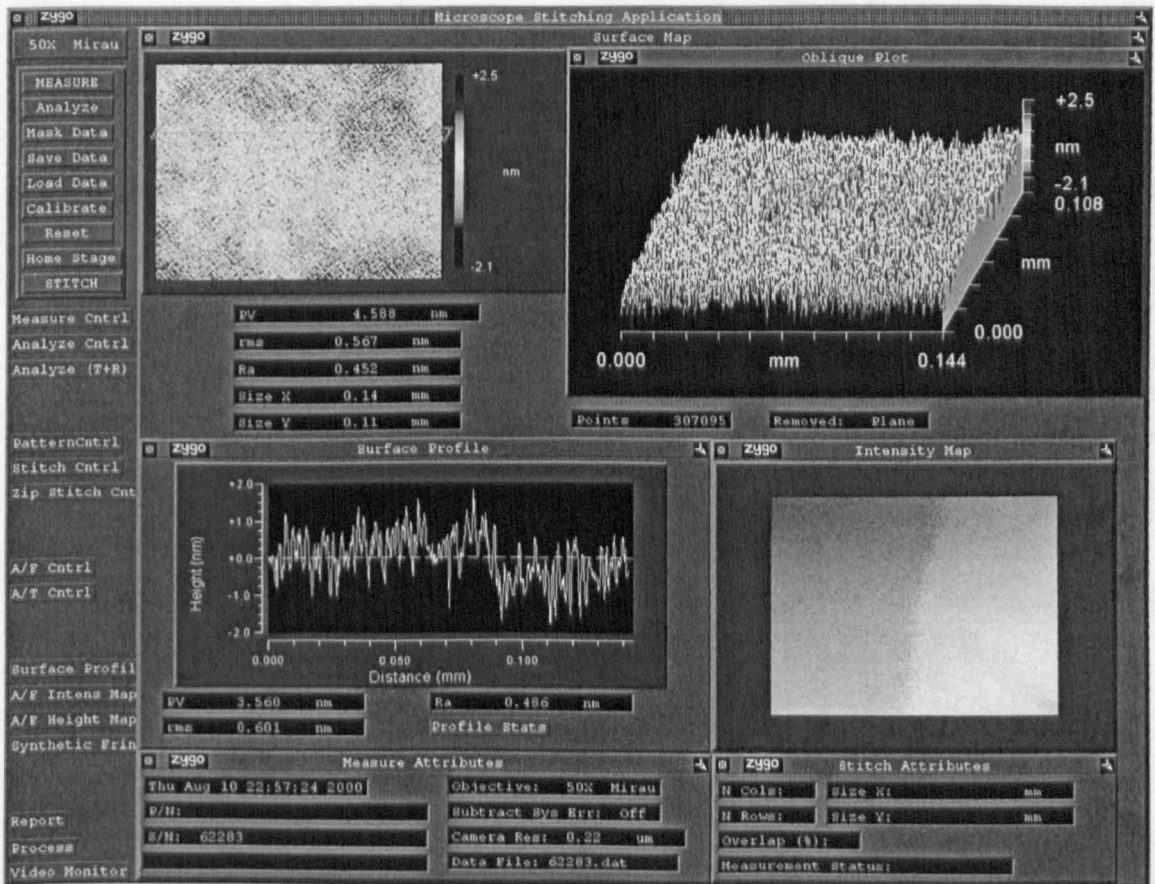 zygo Microscope Stitching Application
50X Mirau
MEASURE
Analyze
Mask Data
Save Data
Load Data
Calibrate
Reset
Home Stage
STITCH
Measure Cntrl
Analyze Cntrl
Analyze (T+R)
PatternCntrl
Stitch Cntrl
Zip Stitch Cnt
A/F Cntrl
A/T Cntrl
Surface Profil
A/F Intens Map
A/F Height Map
Synthetic Frin
Report
Process
Video Monitor
zygo Surface Map
+2.5
nm
-2.1
PV 4.588 nm
rms 0.567 nm
Ra 0.452 nm
Size X 0.14 mm
Size Y 0.11 mm
zygo Oblique Plot
+2.5
nm
-2.1
0.108
mm
0.000
0.000 mm 0.144
Points 307095 Removed: Plane
zygo Surface Profile
+2.0
+1.0
+0.0
-1.0
-2.0
Height (nm)
0.000 0.050 0.100
Distance (mm)
PV 3.560 nm Ra 0.486 nm
rms 0.601 nm Profile Stats
zygo Intensity Map
zygo Measure Attributes
Thu Aug 10 22:57:24 2000 Objective: 50X Mirau
P/N: Subtract Sys Err: Off
S/N: 62283 Camera Res: 0.22 um
Data File: 62283.dat
zygo Stitch Attributes
N Cols: Size X: mm
N Rows: Size Y: mm
Overlap (%):
Measurement Status: